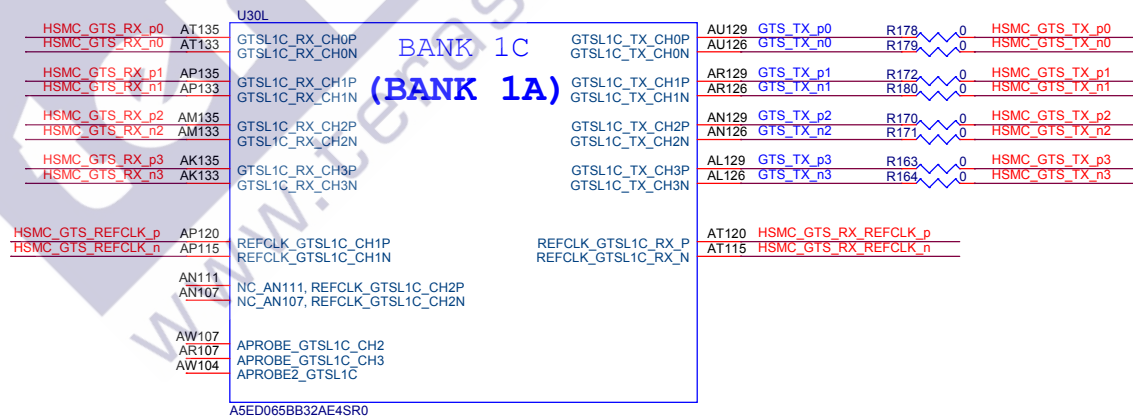 U30L
BANK 1C
(BANK 1A)
HSMC_GTS_RX_p0 AT135 GTSL1C_RX_CH0P GTSL1C_TX_CH0P AU129 GTS_TX_p0 R178 0 HSMC_GTS_TX_p0
HSMC_GTS_RX_n0 AT133 GTSL1C_RX_CH0N GTSL1C_TX_CH0N AU126 GTS_TX_n0 R179 0 HSMC_GTS_TX_n0
HSMC_GTS_RX_p1 AP135 GTSL1C_RX_CH1P GTSL1C_TX_CH1P AR129 GTS_TX_p1 R172 0 HSMC_GTS_TX_p1
HSMC_GTS_RX_n1 AP133 GTSL1C_RX_CH1N GTSL1C_TX_CH1N AR126 GTS_TX_n1 R180 0 HSMC_GTS_TX_n1
HSMC_GTS_RX_p2 AM135 GTSL1C_RX_CH2P GTSL1C_TX_CH2P AN129 GTS_TX_p2 R170 0 HSMC_GTS_TX_p2
HSMC_GTS_RX_n2 AM133 GTSL1C_RX_CH2N GTSL1C_TX_CH2N AN126 GTS_TX_n2 R171 0 HSMC_GTS_TX_n2
HSMC_GTS_RX_p3 AK135 GTSL1C_RX_CH3P GTSL1C_TX_CH3P AL129 GTS_TX_p3 R163 0 HSMC_GTS_TX_p3
HSMC_GTS_RX_n3 AK133 GTSL1C_RX_CH3N GTSL1C_TX_CH3N AL126 GTS_TX_n3 R164 0 HSMC_GTS_TX_n3
HSMC_GTS_REFCLK_p AP120 REFCLK_GTSL1C_CH1P REFCLK_GTSL1C_RX_P AT120 HSMC_GTS_RX_REFCLK_p
HSMC_GTS_REFCLK_n AP115 REFCLK_GTSL1C_CH1N REFCLK_GTSL1C_RX_N AT115 HSMC_GTS_RX_REFCLK_n
AN111 NC_AN111, REFCLK_GTSL1C_CH2P
AN107 NC_AN107, REFCLK_GTSL1C_CH2N
AW107 APROBE_GTSL1C_CH2
AR107 APROBE_GTSL1C_CH3
AW104 APROBE2_GTSL1C
A5ED065BB32AE4SR0
www.teras